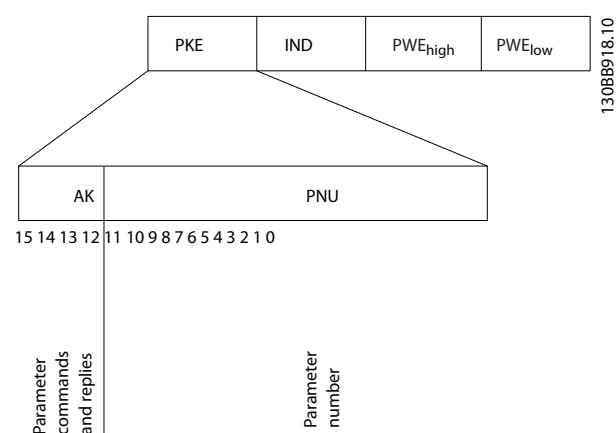 PKE IND PWEhigh PWElow
130BB918.10
AK PNU
15 14 13 12 11 10 9 8 7 6 5 4 3 2 1 0
Parameter
commands
and replies
Parameter
number